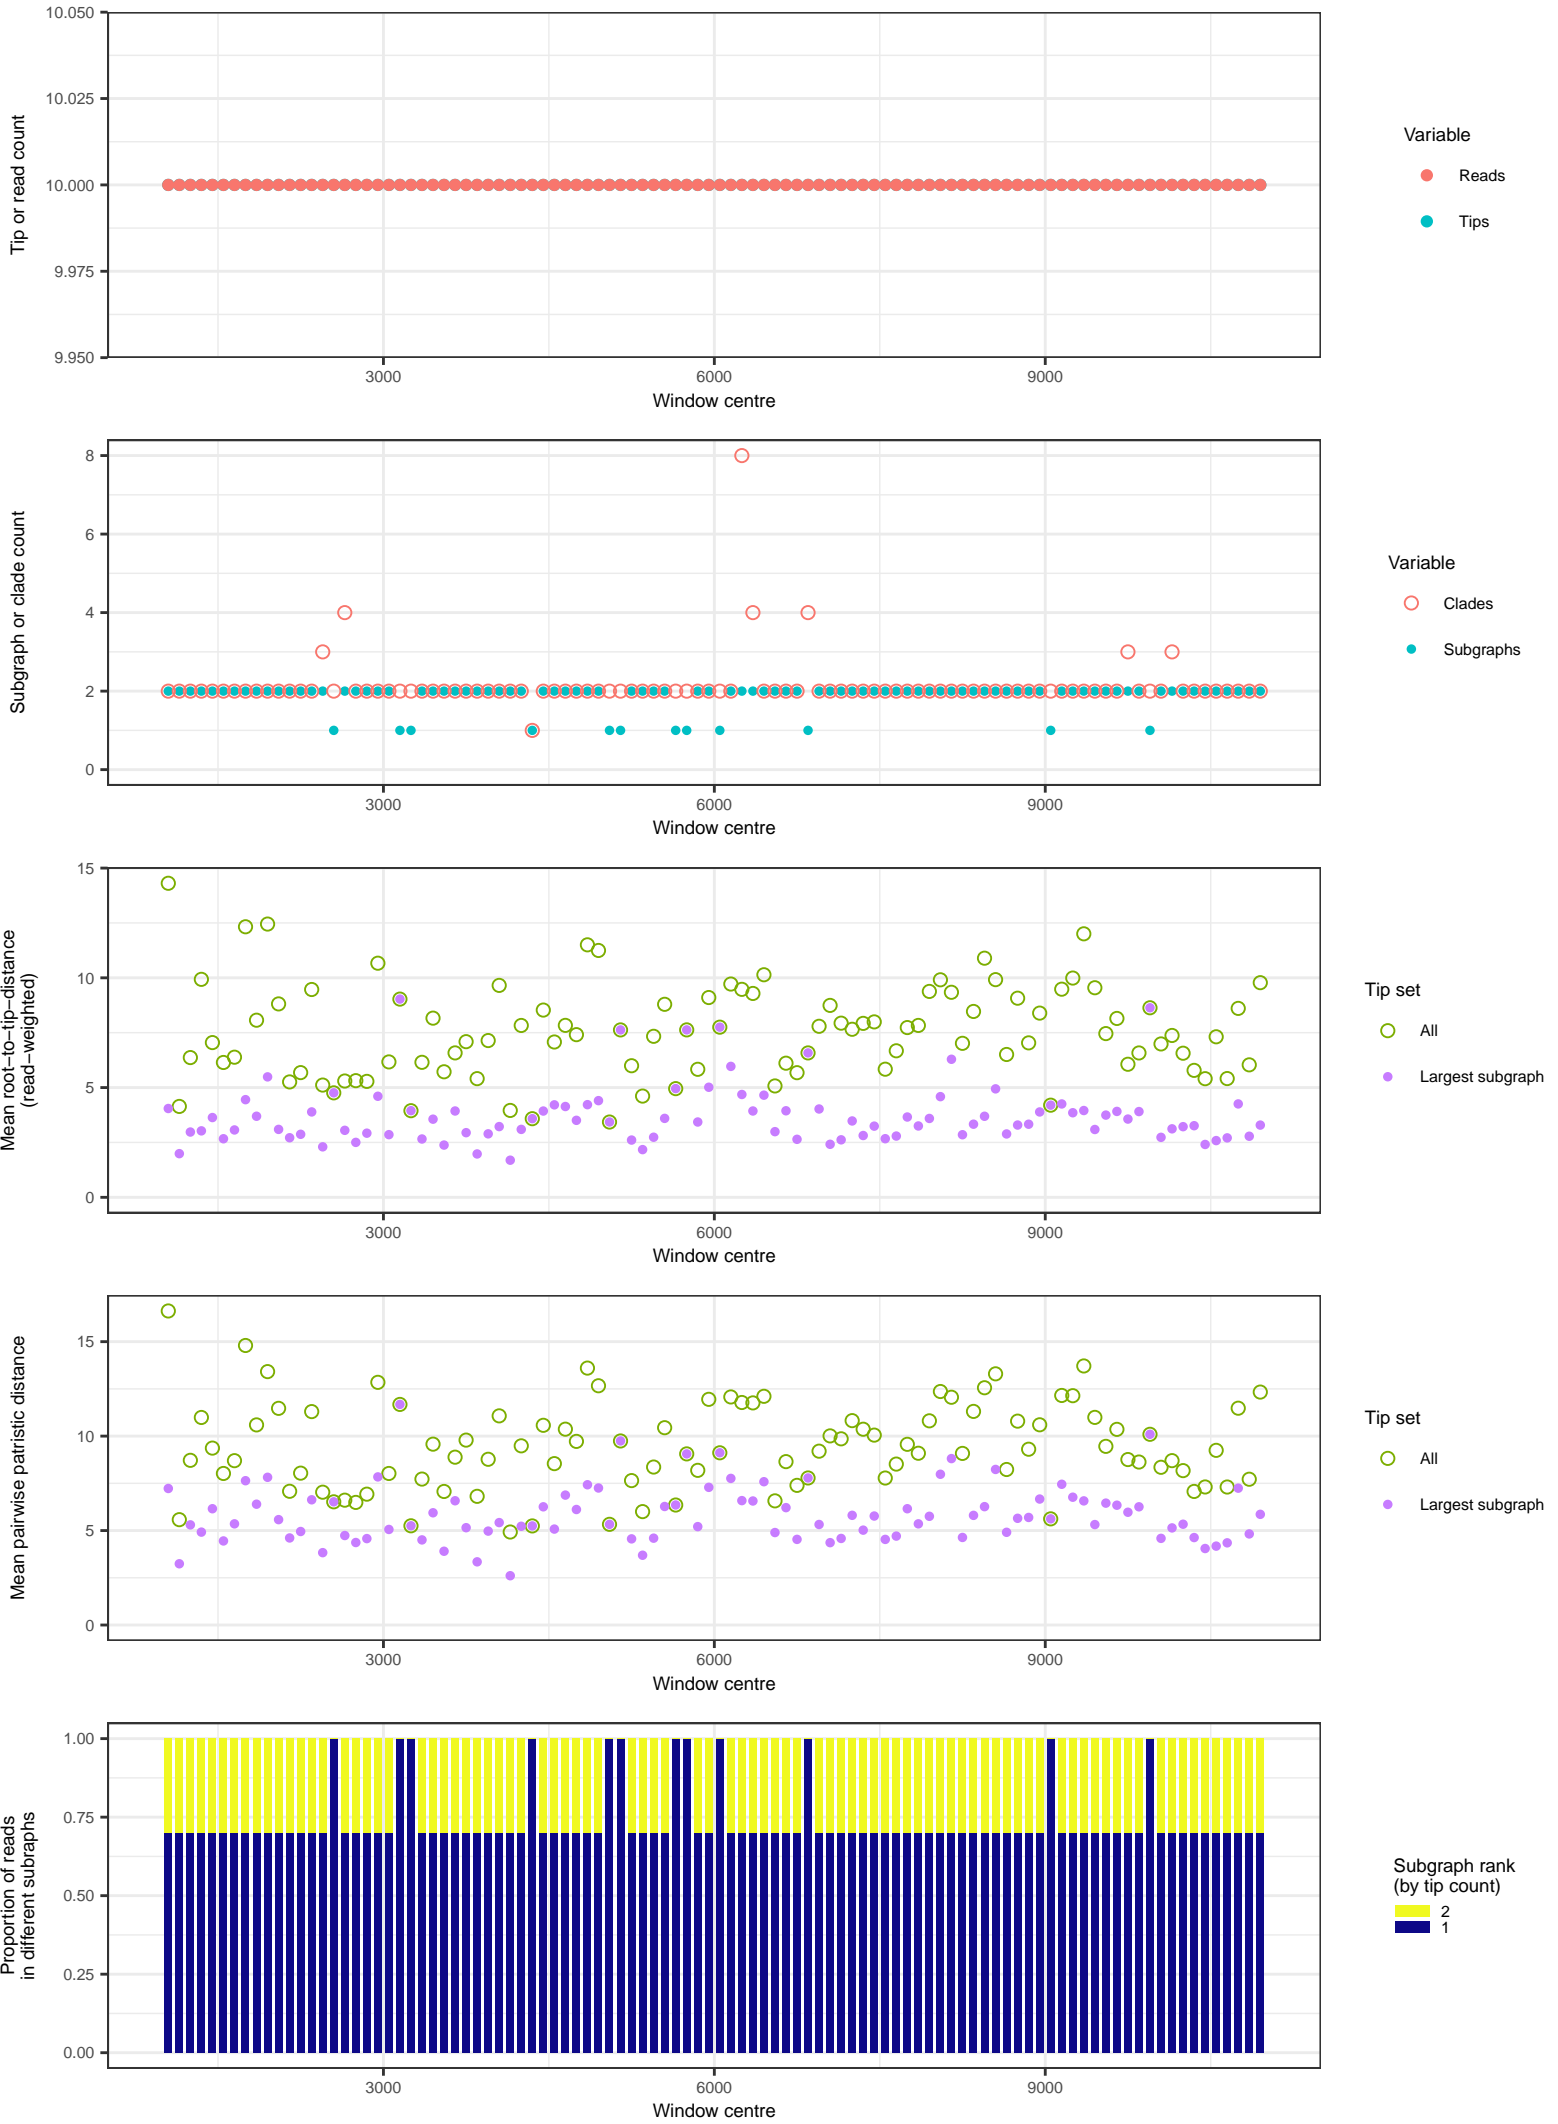 10.050
10.025
10.000
9.975
9.950
Tip or read count
3000
6000
9000
Window centre
Variable
Reads
Tips
8
6
4
2
0
Subgraph or clade count
3000
6000
9000
Window centre
Variable
Clades
Subgraphs
15
10
5
0
Mean root−to−tip−distance
(read−weighted)
3000
6000
9000
Window centre
Tip set
All
Largest subgraph
15
10
5
0
Mean pairwise patristic distance
3000
6000
9000
Window centre
Tip set
All
Largest subgraph
1.00
0.75
0.50
0.25
0.00
Proportion of reads
in different subraphs
3000
6000
9000
Window centre
Subgraph rank
(by tip count)
2
1